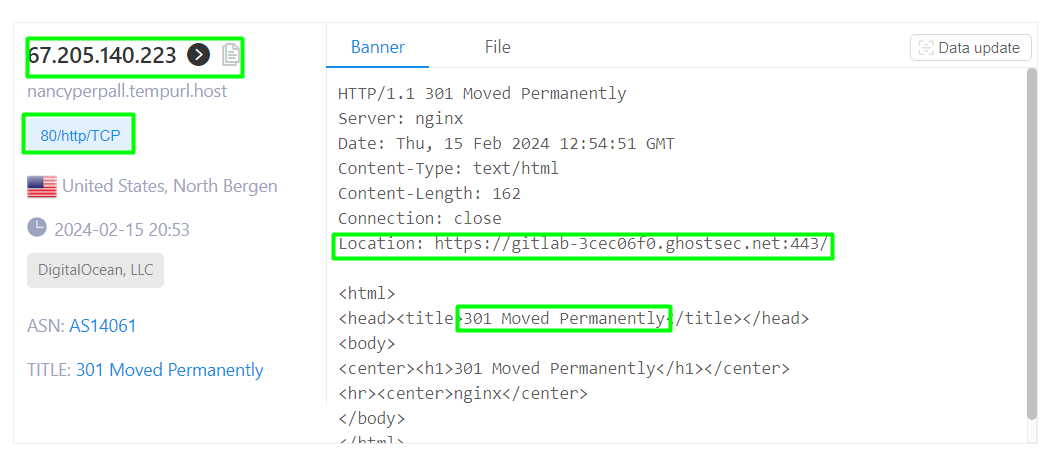 67.205.140.223
nancyperpall.tempurl.host
80/http/TCP
United States, North Bergen
2024-02-15 20:53
DigitalOcean, LLC
ASN: AS14061
TITLE: 301 Moved Permanently
Banner
File
Data update
HTTP/1.1 301 Moved Permanently
Server: nginx
Date: Thu, 15 Feb 2024 12:54:51 GMT
Content-Type: text/html
Content-Length: 162
Connection: close
Location: https://gitlab-3cec06f0.ghostsec.net:443/
<html>
<head><title>301 Moved Permanently</title></head>
<body>
<center><h1>301 Moved Permanently</h1></center>
<hr><center>nginx</center>
</body>
</html>